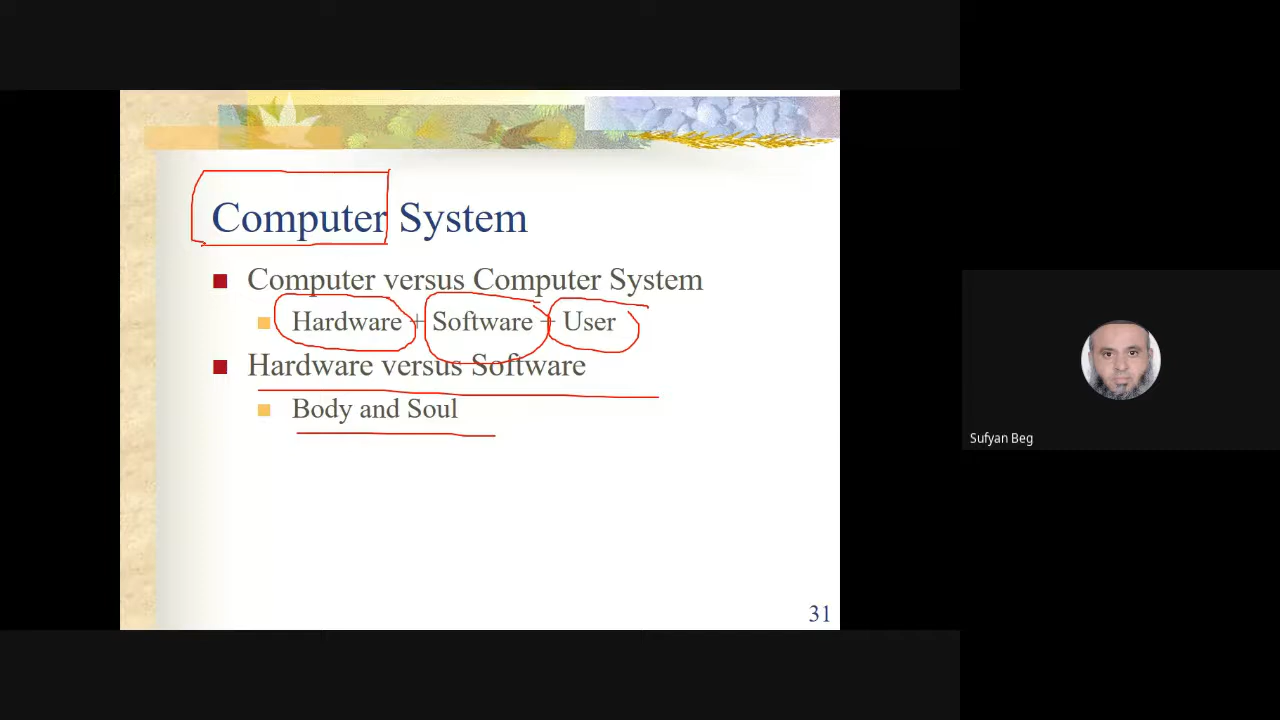 Computer System
Computer versus Computer System
Hardware + Software + User
Hardware versus Software
Body and Soul
31
Sufyan Beg